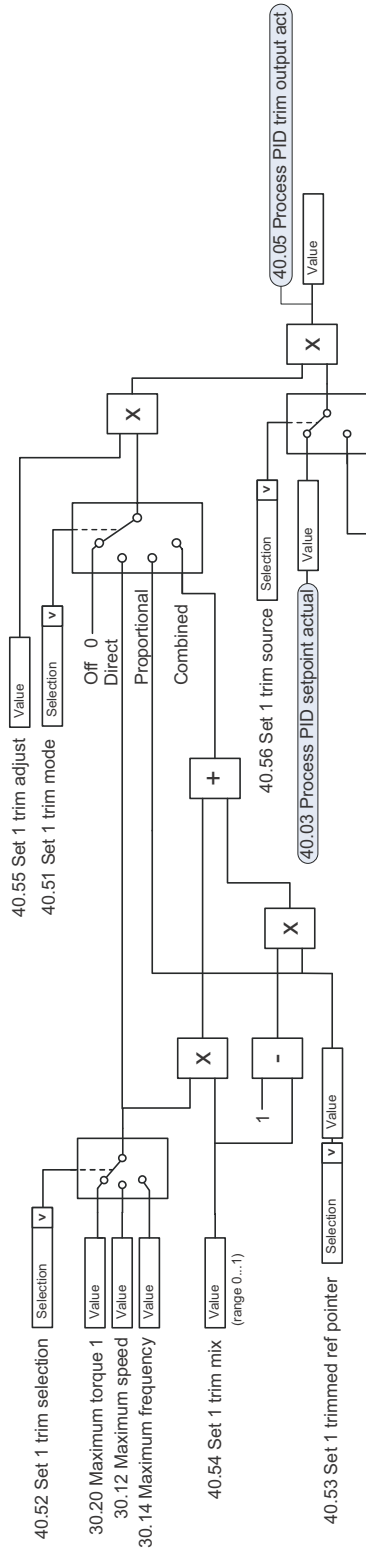 40.52 Set 1 trim selection
Selection v
30.20 Maximum torque 1
Value
30.12 Maximum speed
Value
30.14 Maximum frequency
Value
40.54 Set 1 trim mix
Value
(range 0...1)
40.53 Set 1 trimmed ref pointer
Selection v
Value
1
-
X
X
+
40.55 Set 1 trim adjust
Value
40.51 Set 1 trim mode
Selection v
Off 0
Direct
Proportional
Combined
X
40.56 Set 1 trim source
Selection v
40.03 Process PID setpoint actual
Value
X
40.05 Process PID trim output act
Value